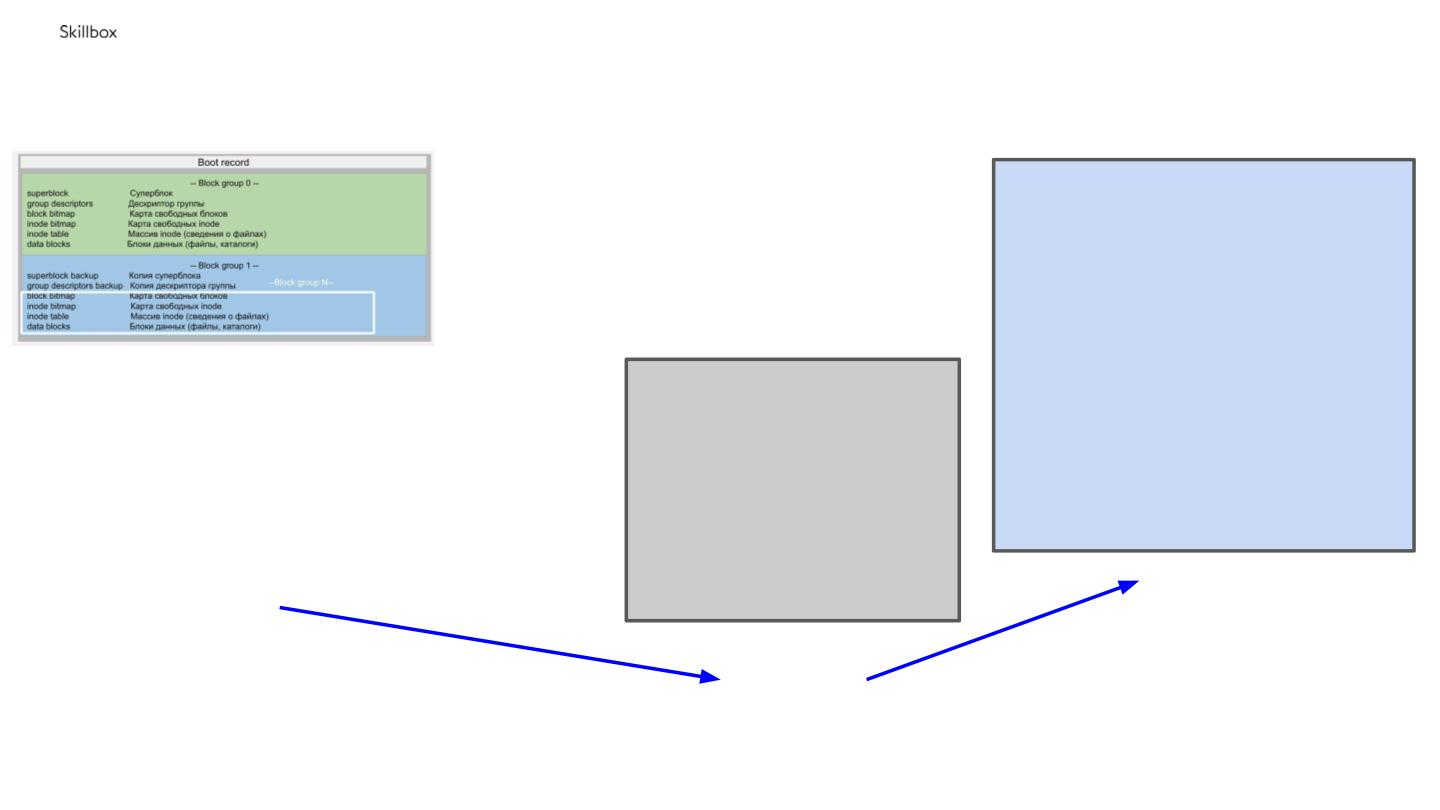 Skillbox
Boot record
-- Block group 0 --
superblock Суперблок
group descriptors Дескриптор группы
block bitmap Карта свободных блоков
inode bitmap Карта свободных inode
inode table Массив inode (сведения о файлах)
data blocks Блоки данных (файлы, каталоги)
-- Block group 1 --
superblock backup Копия суперблока
group descriptors backup Копия дескриптора группы
--Block group N--
block bitmap Карта свободных блоков
inode bitmap Карта свободных inode
inode table Массив inode (сведения о файлах)
data blocks Блоки данных (файлы, каталоги)